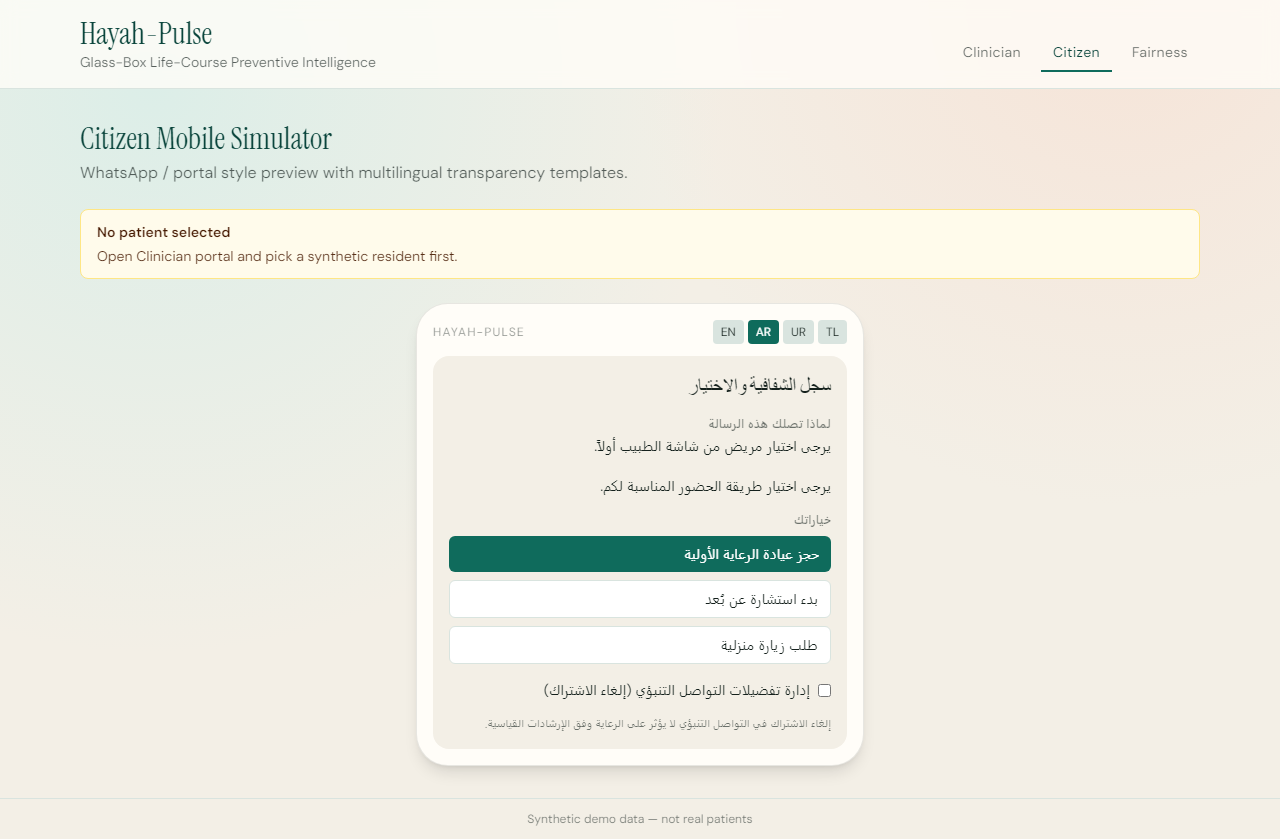 Hayah-Pulse
Glass-Box Life-Course Preventive Intelligence
Clinician
Citizen
Fairness
Citizen Mobile Simulator
WhatsApp / portal style preview with multilingual transparency templates.
No patient selected
Open Clinician portal and pick a synthetic resident first.
HAYAH-PULSE
EN
AR
UR
TL
سجل الشفافية والاختيار
لماذا تصلك هذه الرسالة
يرجى اختيار مريض من شاشة الطبيب أولاً.
يرجى اختيار طريقة الحضور المناسبة لكم.
خياراتك
حجز عيادة الرعاية الأولية
بدء استشارة عن بُعد
طلب زيارة منزلية
إدارة تفضيلات التواصل التنبؤي (إلغاء الاشتراك)
إلغاء الاشتراك في التواصل التنبؤي لا يؤثر على الرعاية وفق الإرشادات القياسية.
Synthetic demo data — not real patients